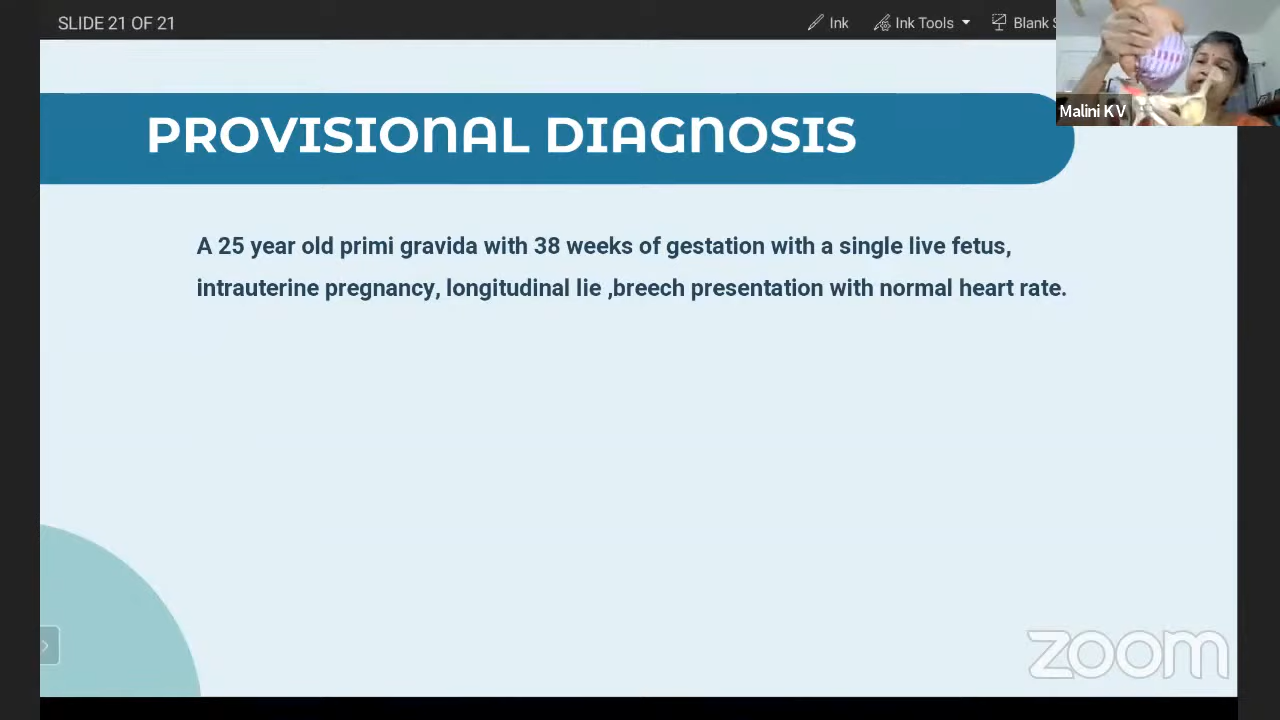 SLIDE 21 OF 21
Ink
Ink Tools
Blank
Malini K V
PROVISIONAL DIAGNOSIS
A 25 year old primi gravida with 38 weeks of gestation with a single live fetus,
intrauterine pregnancy, longitudinal lie ,breech presentation with normal heart rate.
zoom